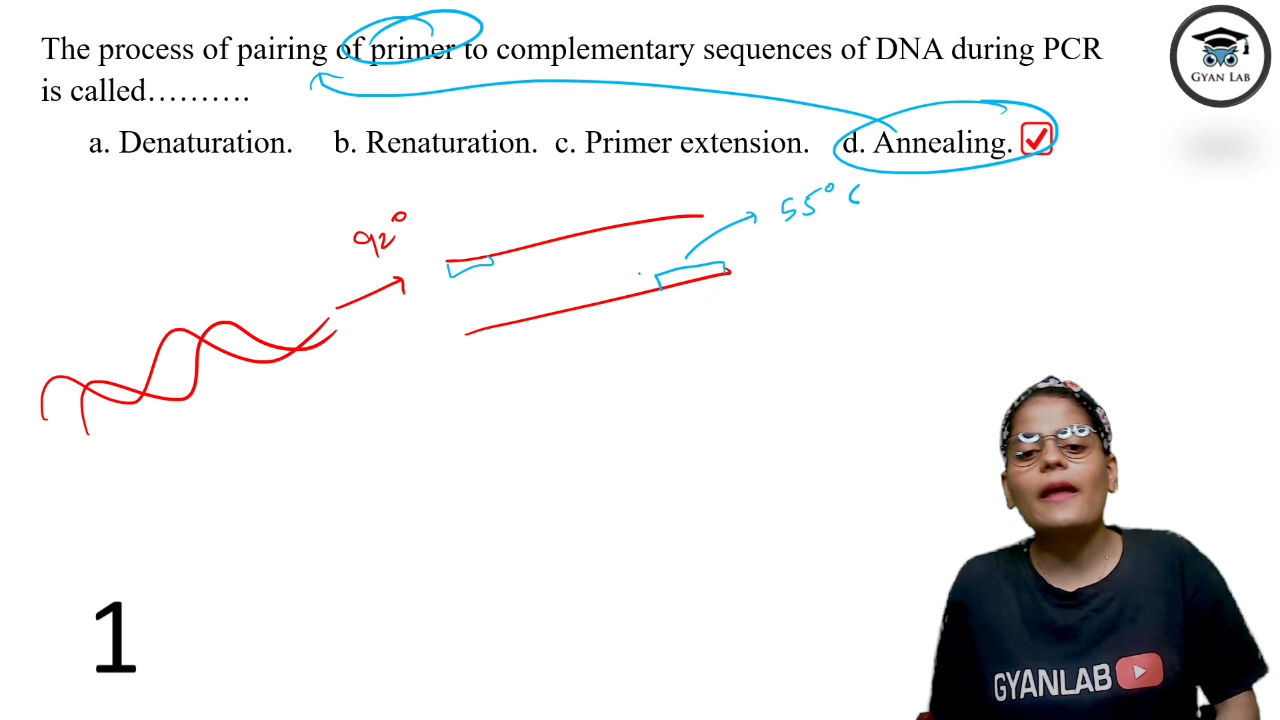 The process of pairing of primer to complementary sequences of DNA during PCR
is called……….
a. Denaturation. b. Renaturation. c. Primer extension. d. Annealing.
GYAN LAB
92°
55° C
1
GYANLAB